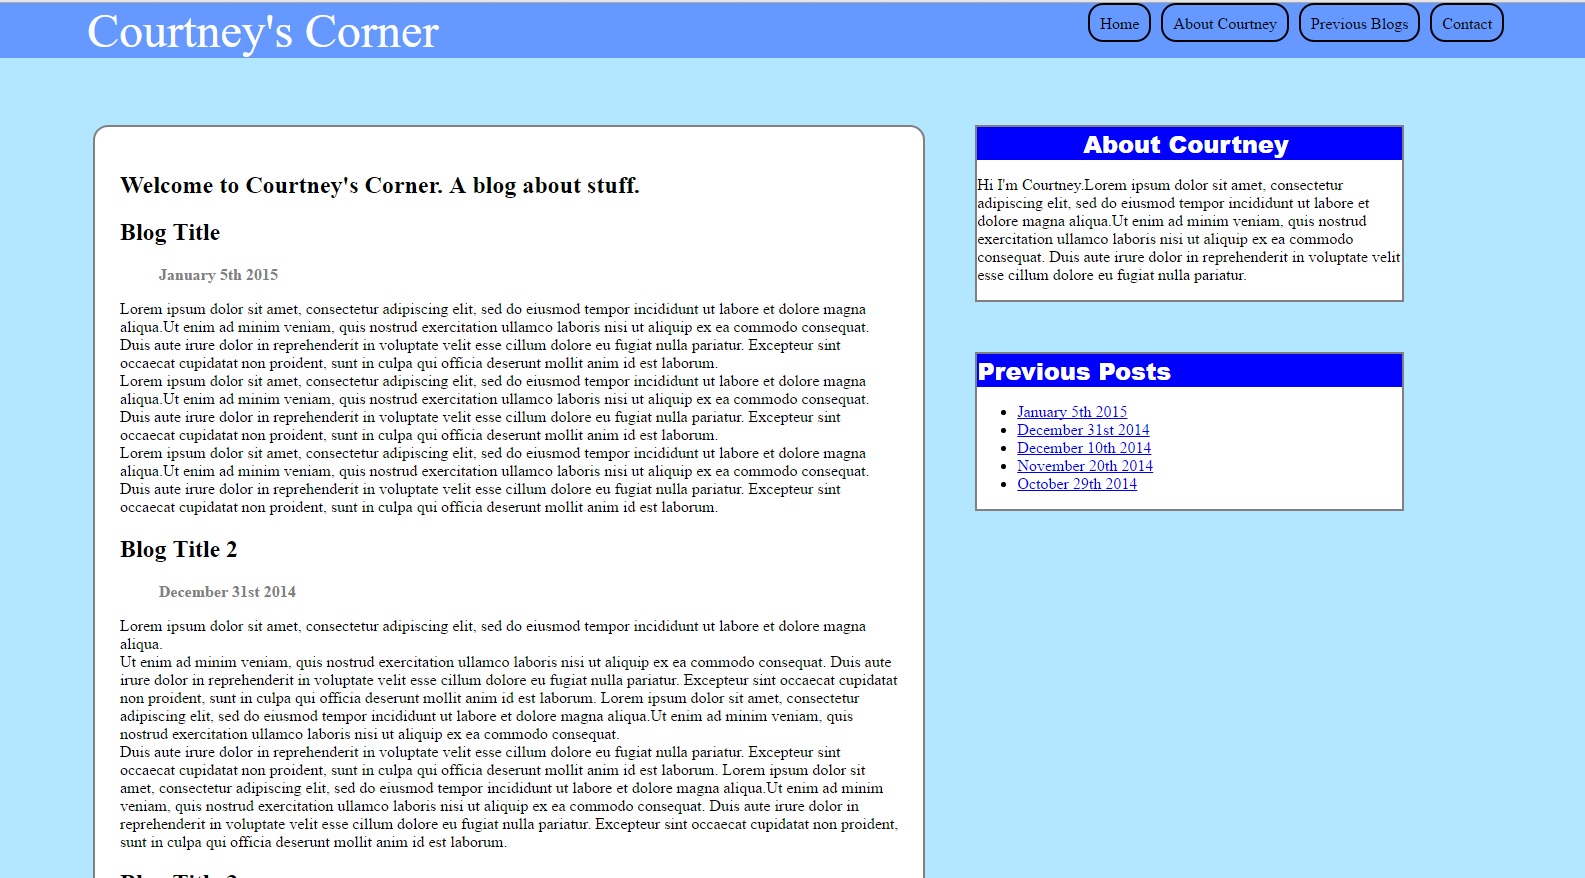 Courtney's Corner
Home
About Courtney
Previous Blogs
Contact
Welcome to Courtney's Corner. A blog about stuff.
Blog Title
January 5th 2015
Lorem ipsum dolor sit amet, consectetur adipiscing elit, sed do eiusmod tempor incididunt ut labore et dolore magna
aliqua.Ut enim ad minim veniam, quis nostrud exercitation ullamco laboris nisi ut aliquip ex ea commodo consequat.
Duis aute irure dolor in reprehenderit in voluptate velit esse cillum dolore eu fugiat nulla pariatur. Excepteur sint
occaecat cupidatat non proident, sunt in culpa qui officia deserunt mollit anim id est laborum.
Lorem ipsum dolor sit amet, consectetur adipiscing elit, sed do eiusmod tempor incididunt ut labore et dolore magna
aliqua.Ut enim ad minim veniam, quis nostrud exercitation ullamco laboris nisi ut aliquip ex ea commodo consequat.
Duis aute irure dolor in reprehenderit in voluptate velit esse cillum dolore eu fugiat nulla pariatur. Excepteur sint
occaecat cupidatat non proident, sunt in culpa qui officia deserunt mollit anim id est laborum.
Lorem ipsum dolor sit amet, consectetur adipiscing elit, sed do eiusmod tempor incididunt ut labore et dolore magna
aliqua.Ut enim ad minim veniam, quis nostrud exercitation ullamco laboris nisi ut aliquip ex ea commodo consequat.
Duis aute irure dolor in reprehenderit in voluptate velit esse cillum dolore eu fugiat nulla pariatur. Excepteur sint
occaecat cupidatat non proident, sunt in culpa qui officia deserunt mollit anim id est laborum.
Blog Title 2
December 31st 2014
Lorem ipsum dolor sit amet, consectetur adipiscing elit, sed do eiusmod tempor incididunt ut labore et dolore magna
aliqua.
Ut enim ad minim veniam, quis nostrud exercitation ullamco laboris nisi ut aliquip ex ea commodo consequat. Duis aute
irure dolor in reprehenderit in voluptate velit esse cillum dolore eu fugiat nulla pariatur. Excepteur sint occaecat cupidatat
non proident, sunt in culpa qui officia deserunt mollit anim id est laborum. Lorem ipsum dolor sit amet, consectetur
adipiscing elit, sed do eiusmod tempor incididunt ut labore et dolore magna aliqua.Ut enim ad minim veniam, quis
nostrud exercitation ullamco laboris nisi ut aliquip ex ea commodo consequat.
Duis aute irure dolor in reprehenderit in voluptate velit esse cillum dolore eu fugiat nulla pariatur. Excepteur sint
occaecat cupidatat non proident, sunt in culpa qui officia deserunt mollit anim id est laborum. Lorem ipsum dolor sit
amet, consectetur adipiscing elit, sed do eiusmod tempor incididunt ut labore et dolore magna aliqua.Ut enim ad minim
veniam, quis nostrud exercitation ullamco laboris nisi ut aliquip ex ea commodo consequat. Duis aute irure dolor in
reprehenderit in voluptate velit esse cillum dolore eu fugiat nulla pariatur. Excepteur sint occaecat cupidatat non proident,
sunt in culpa qui officia deserunt mollit anim id est laborum.
Blog Title 3
About Courtney
Hi I'm Courtney.Lorem ipsum dolor sit amet, consectetur
adipiscing elit, sed do eiusmod tempor incididunt ut labore et
dolore magna aliqua.Ut enim ad minim veniam, quis nostrud
exercitation ullamco laboris nisi ut aliquip ex ea commodo
consequat. Duis aute irure dolor in reprehenderit in voluptate velit
esse cillum dolore eu fugiat nulla pariatur.
Previous Posts
January 5th 2015
December 31st 2014
December 10th 2014
November 20th 2014
October 29th 2014